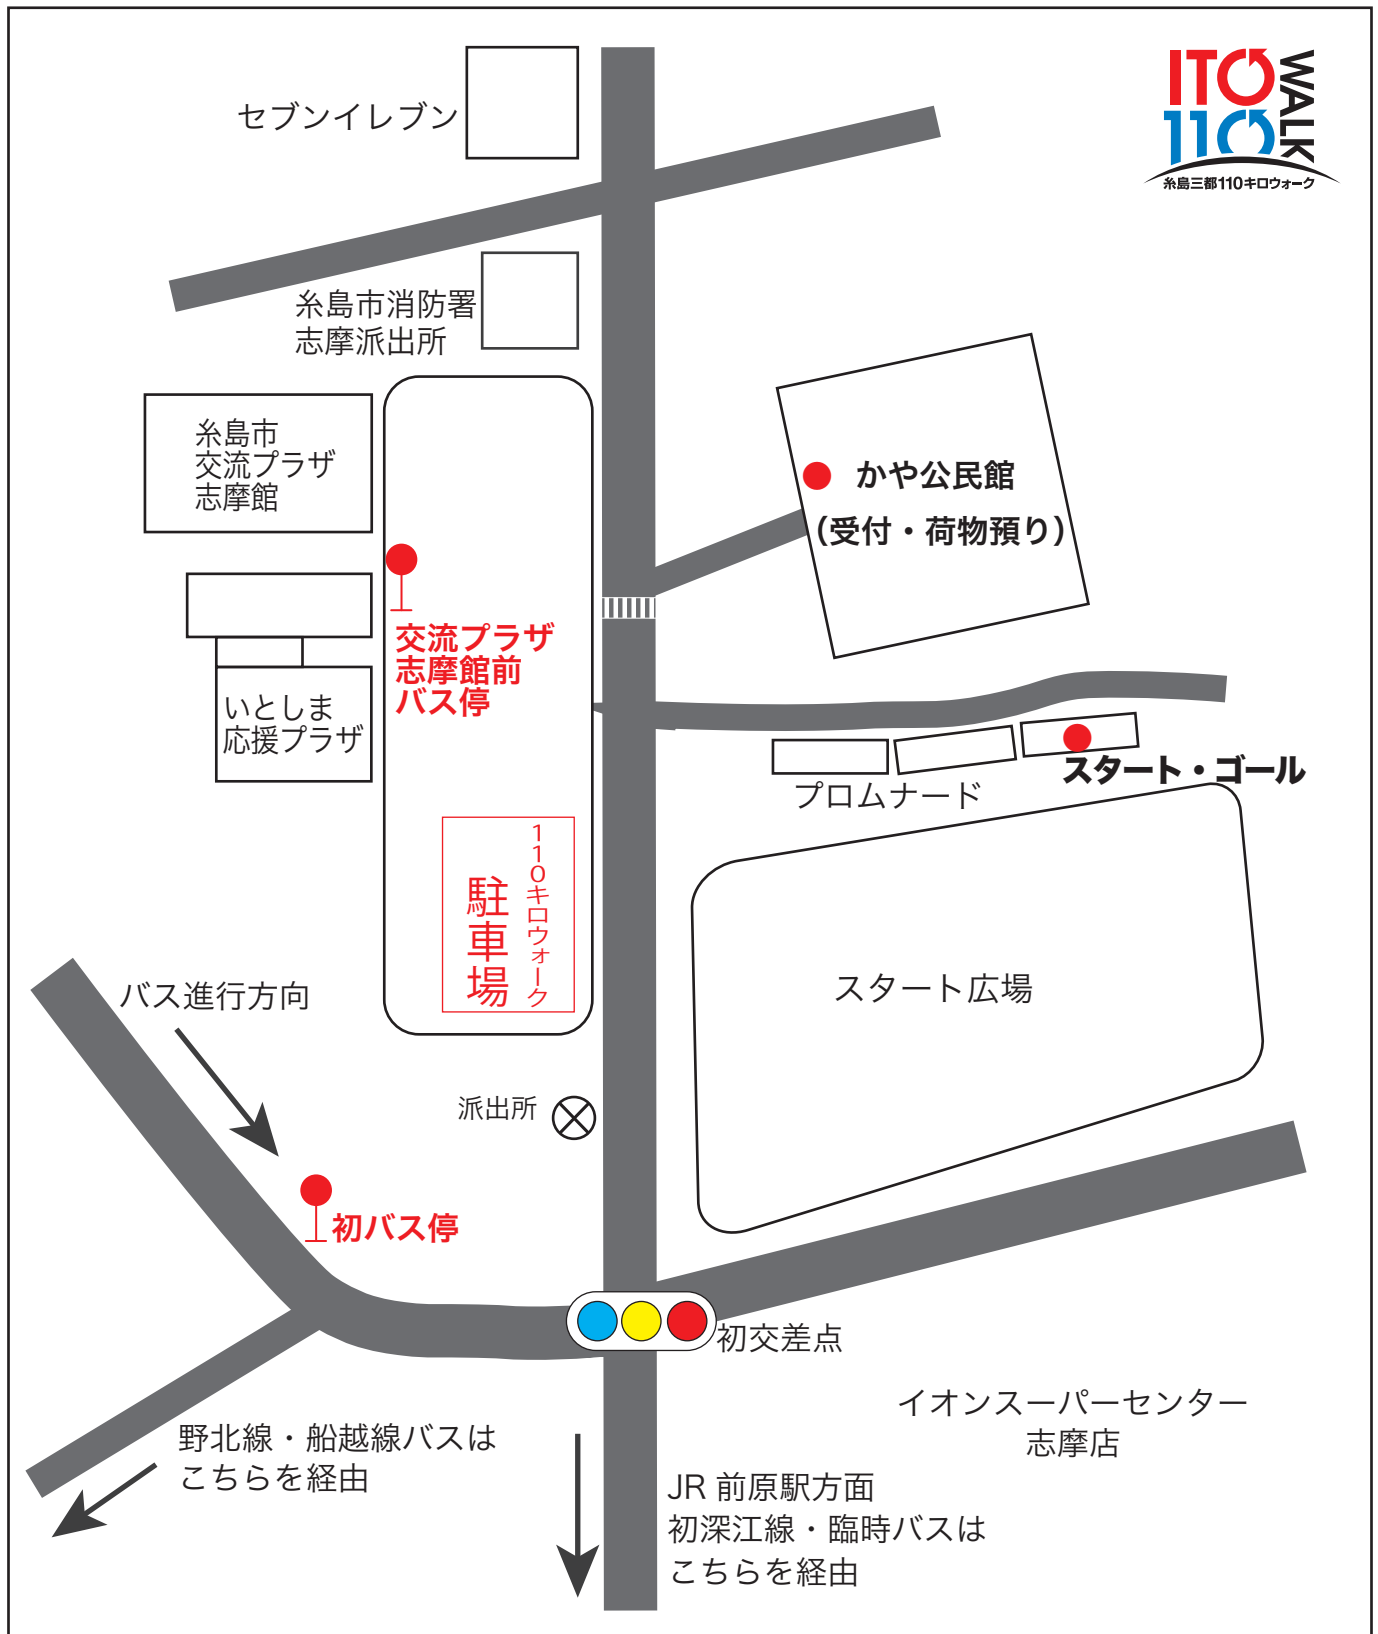 ITO
WALK
110
糸島三都110キロウォーク
セブンイレブン
糸島市消防署
志摩派出所
糸島市
交流プラザ
志摩館
かや公民館
(受付・荷物預り)
交流プラザ
志摩館前
バス停
いとしま
応援プラザ
スタート・ゴール
プロムナード
110キロウォーク
駐車場
スタート広場
バス進行方向
派出所
初バス停
初交差点
イオンスーパーセンター
志摩店
野北線・船越線バスは
こちらを経由
JR 前原駅方面
初深江線・臨時バスは
こちらを経由